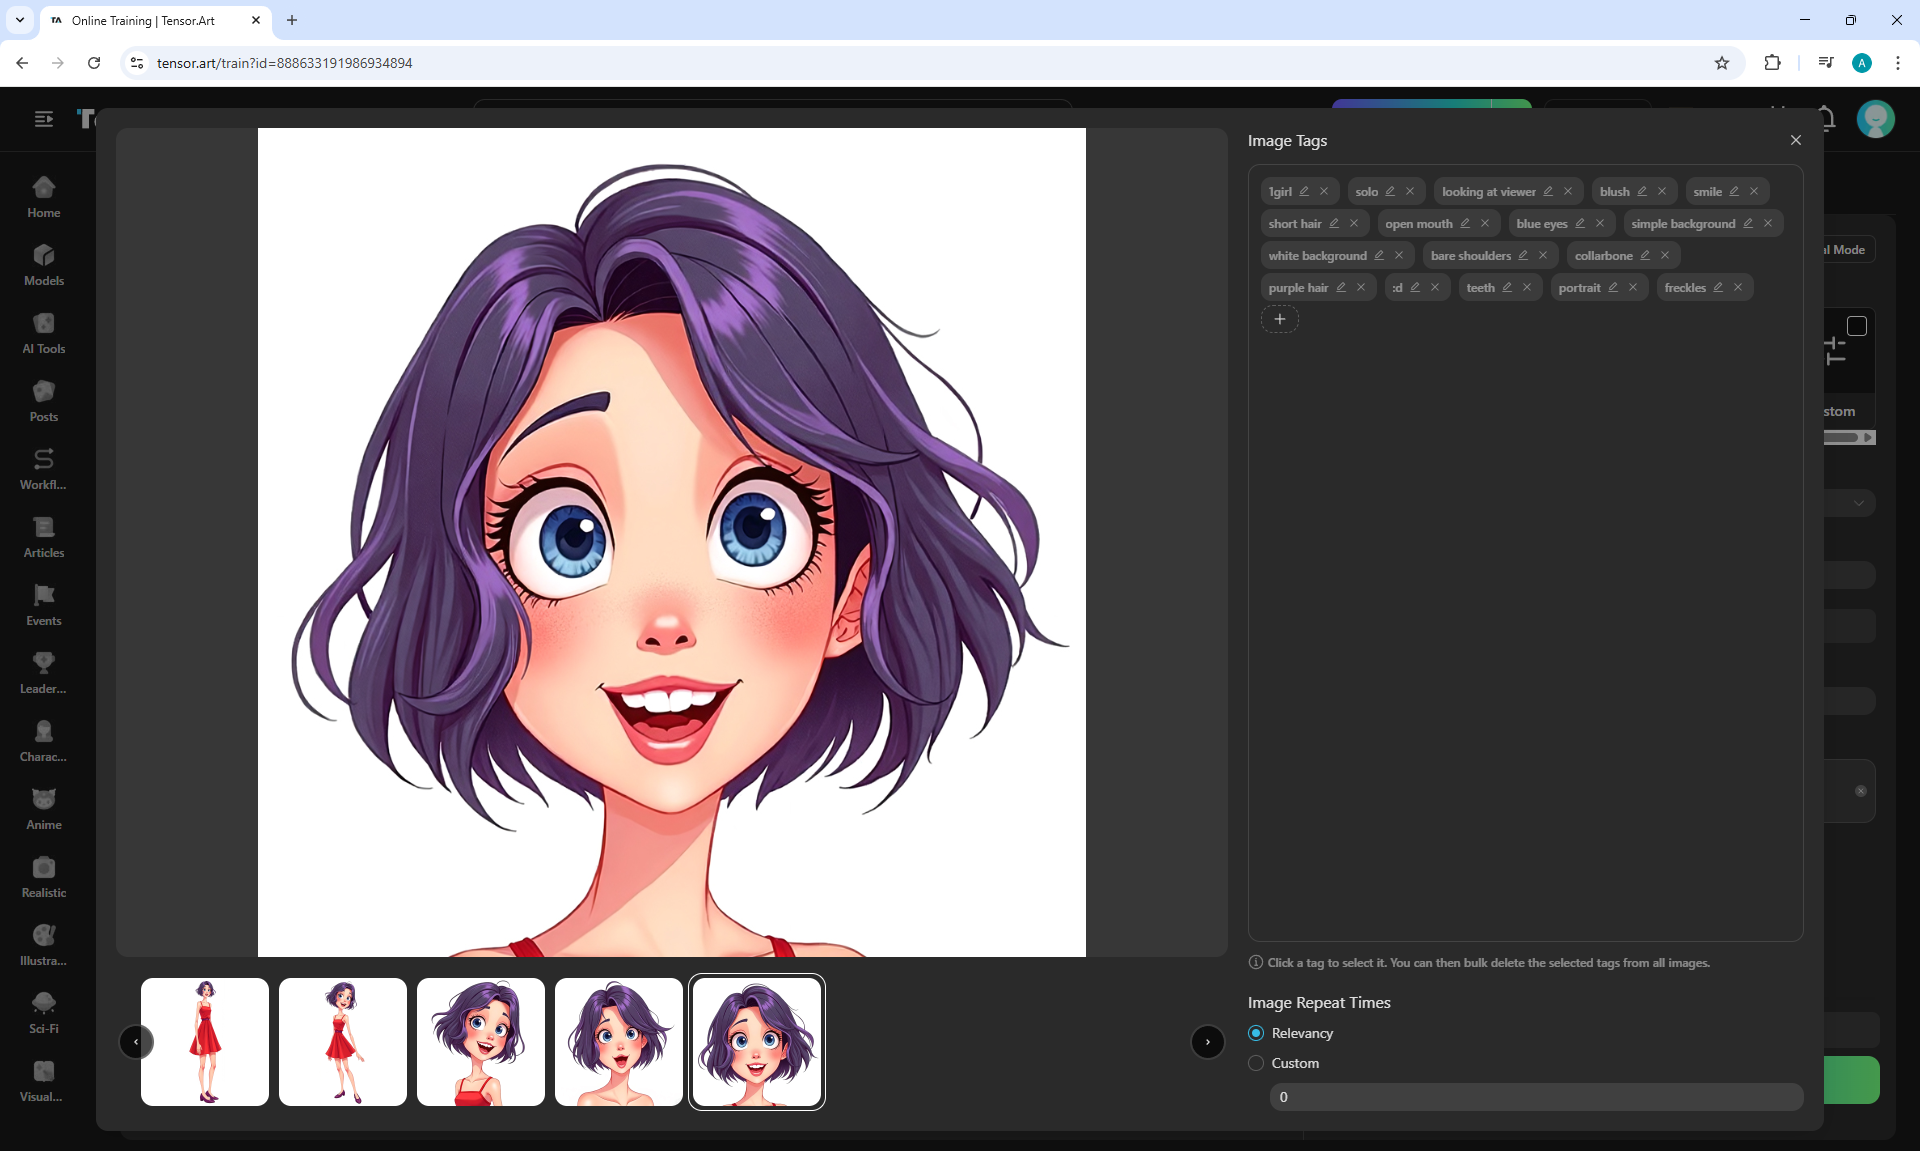 Online Training | Tensor.Art
tensor.art/train?id=888633191986934894
A
Home
Models
AI Tools
Posts
Workfl...
Articles
Events
Leader...
Charac...
Anime
Realistic
Illustra...
Sci-Fi
Visual...
Image Tags
1girl solo looking at viewer blush smile
short hair open mouth blue eyes simple background
white background bare shoulders collarbone
purple hair :d teeth portrait freckles
Click a tag to select it. You can then bulk delete the selected tags from all images.
Image Repeat Times
Relevancy
Custom
0
Mode
stom